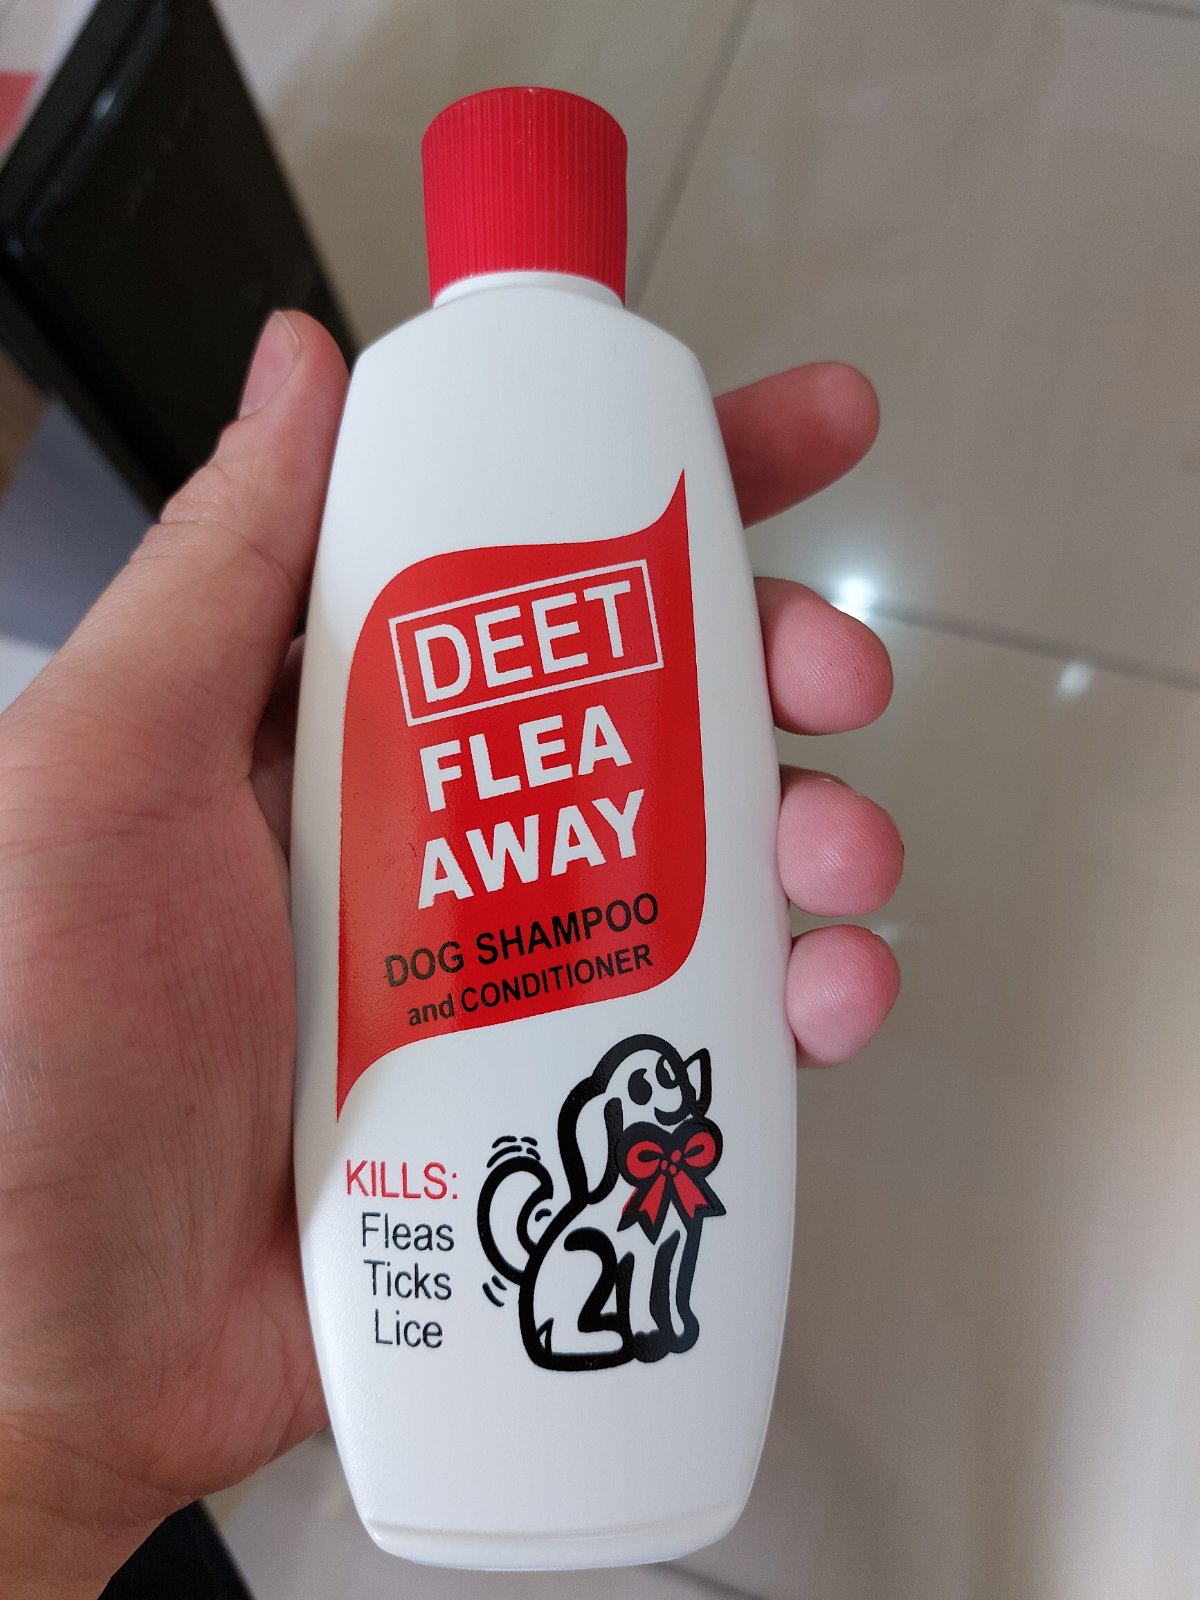 DEET
FLEA
AWAY
DOG SHAMPOO
and CONDITIONER
KILLS:
Fleas
Ticks
Lice